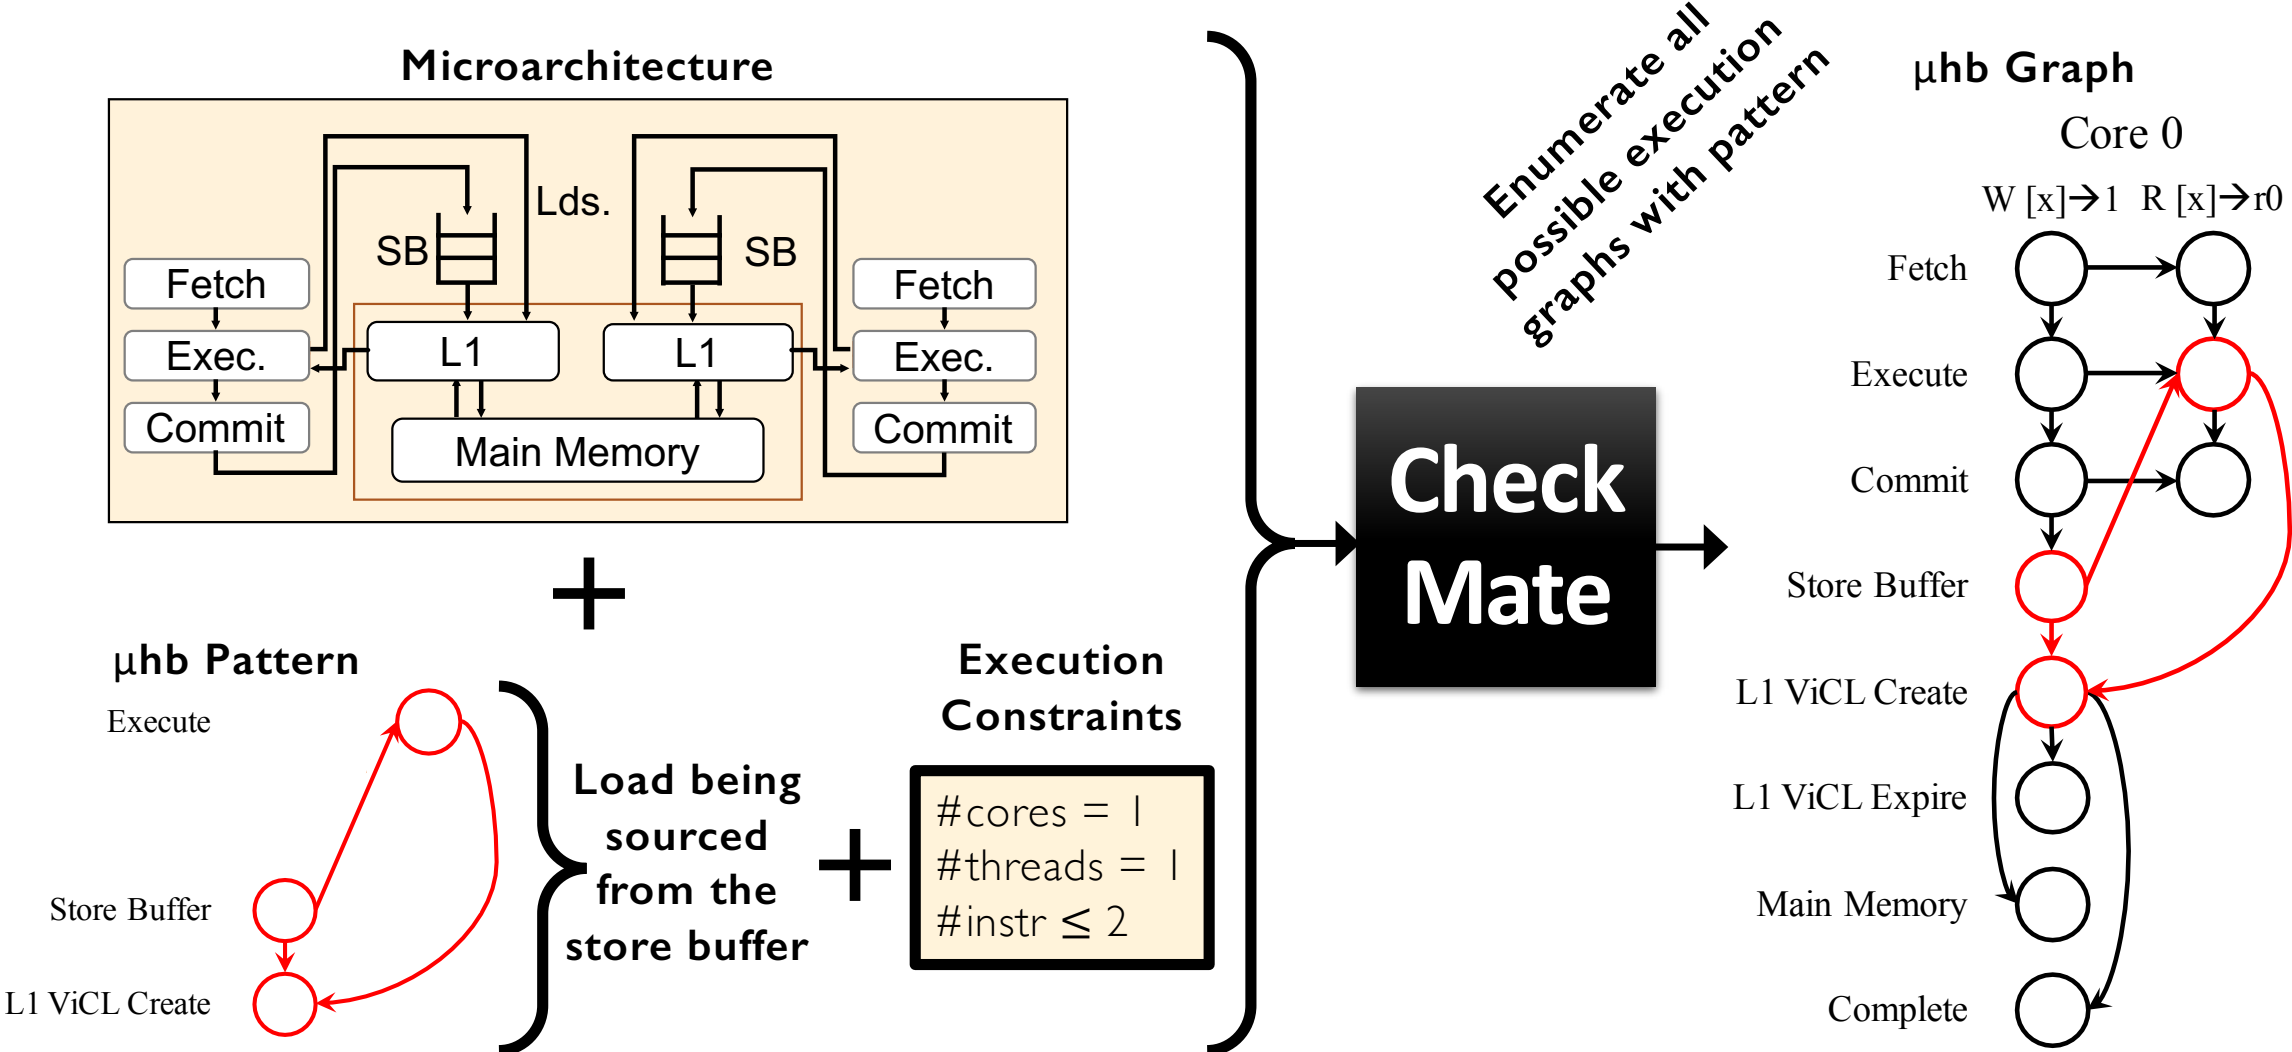 Microarchitecture
Lds.
SB
SB
Fetch
Exec.
Commit
L1
L1
Main Memory
Fetch
Exec.
Commit
+
μhb Pattern
Execute
Store Buffer
L1 ViCL Create
Load being
sourced
from the
store buffer
+
Execution
Constraints
#cores = 1
#threads = 1
#instr ≤ 2
Enumerate all
possible execution
graphs with pattern
Check
Mate
μhb Graph
Core 0
W [x]→1 R [x]→r0
Fetch
Execute
Commit
Store Buffer
L1 ViCL Create
L1 ViCL Expire
Main Memory
Complete